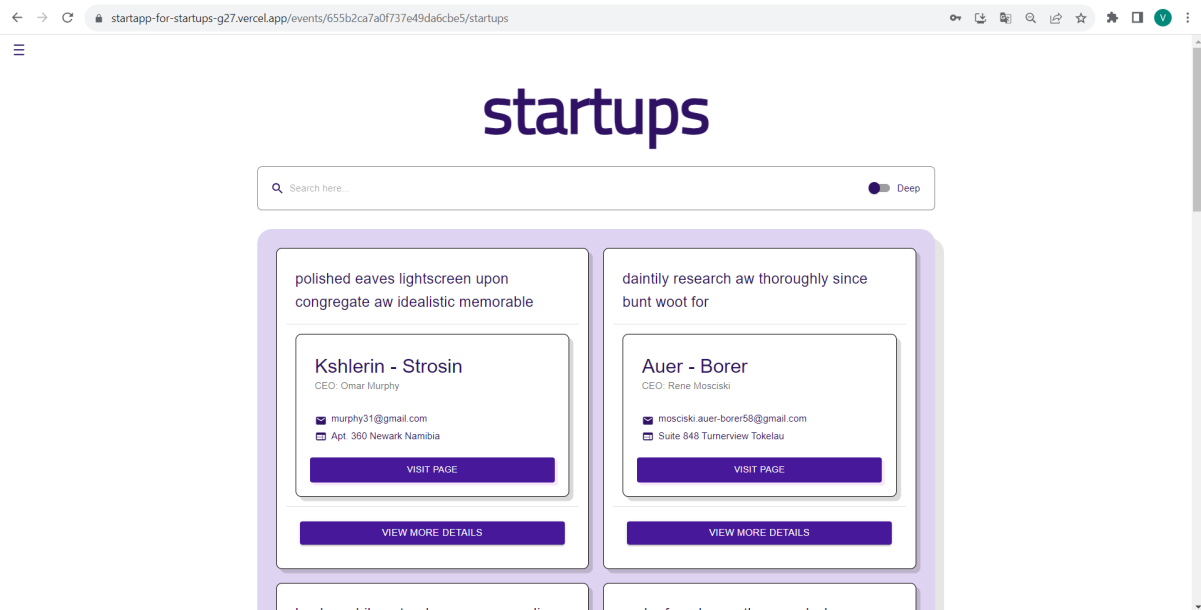 startapp-for-startups-g27.vercel.app/events/655b2ca7a0f737e49da6cbe5/startups
V
startups
Search here...
Deep
polished eaves lightscreen upon
congregate aw idealistic memorable
Kshlerin - Strosin
CEO: Omar Murphy
murphy31@gmail.com
Apt. 360 Newark Namibia
VISIT PAGE
VIEW MORE DETAILS
daintily research aw thoroughly since
bunt woot for
Auer - Borer
CEO: Rene Mosciski
mosciski.auer-borer58@gmail.com
Suite 848 Turnerview Tokelau
VISIT PAGE
VIEW MORE DETAILS